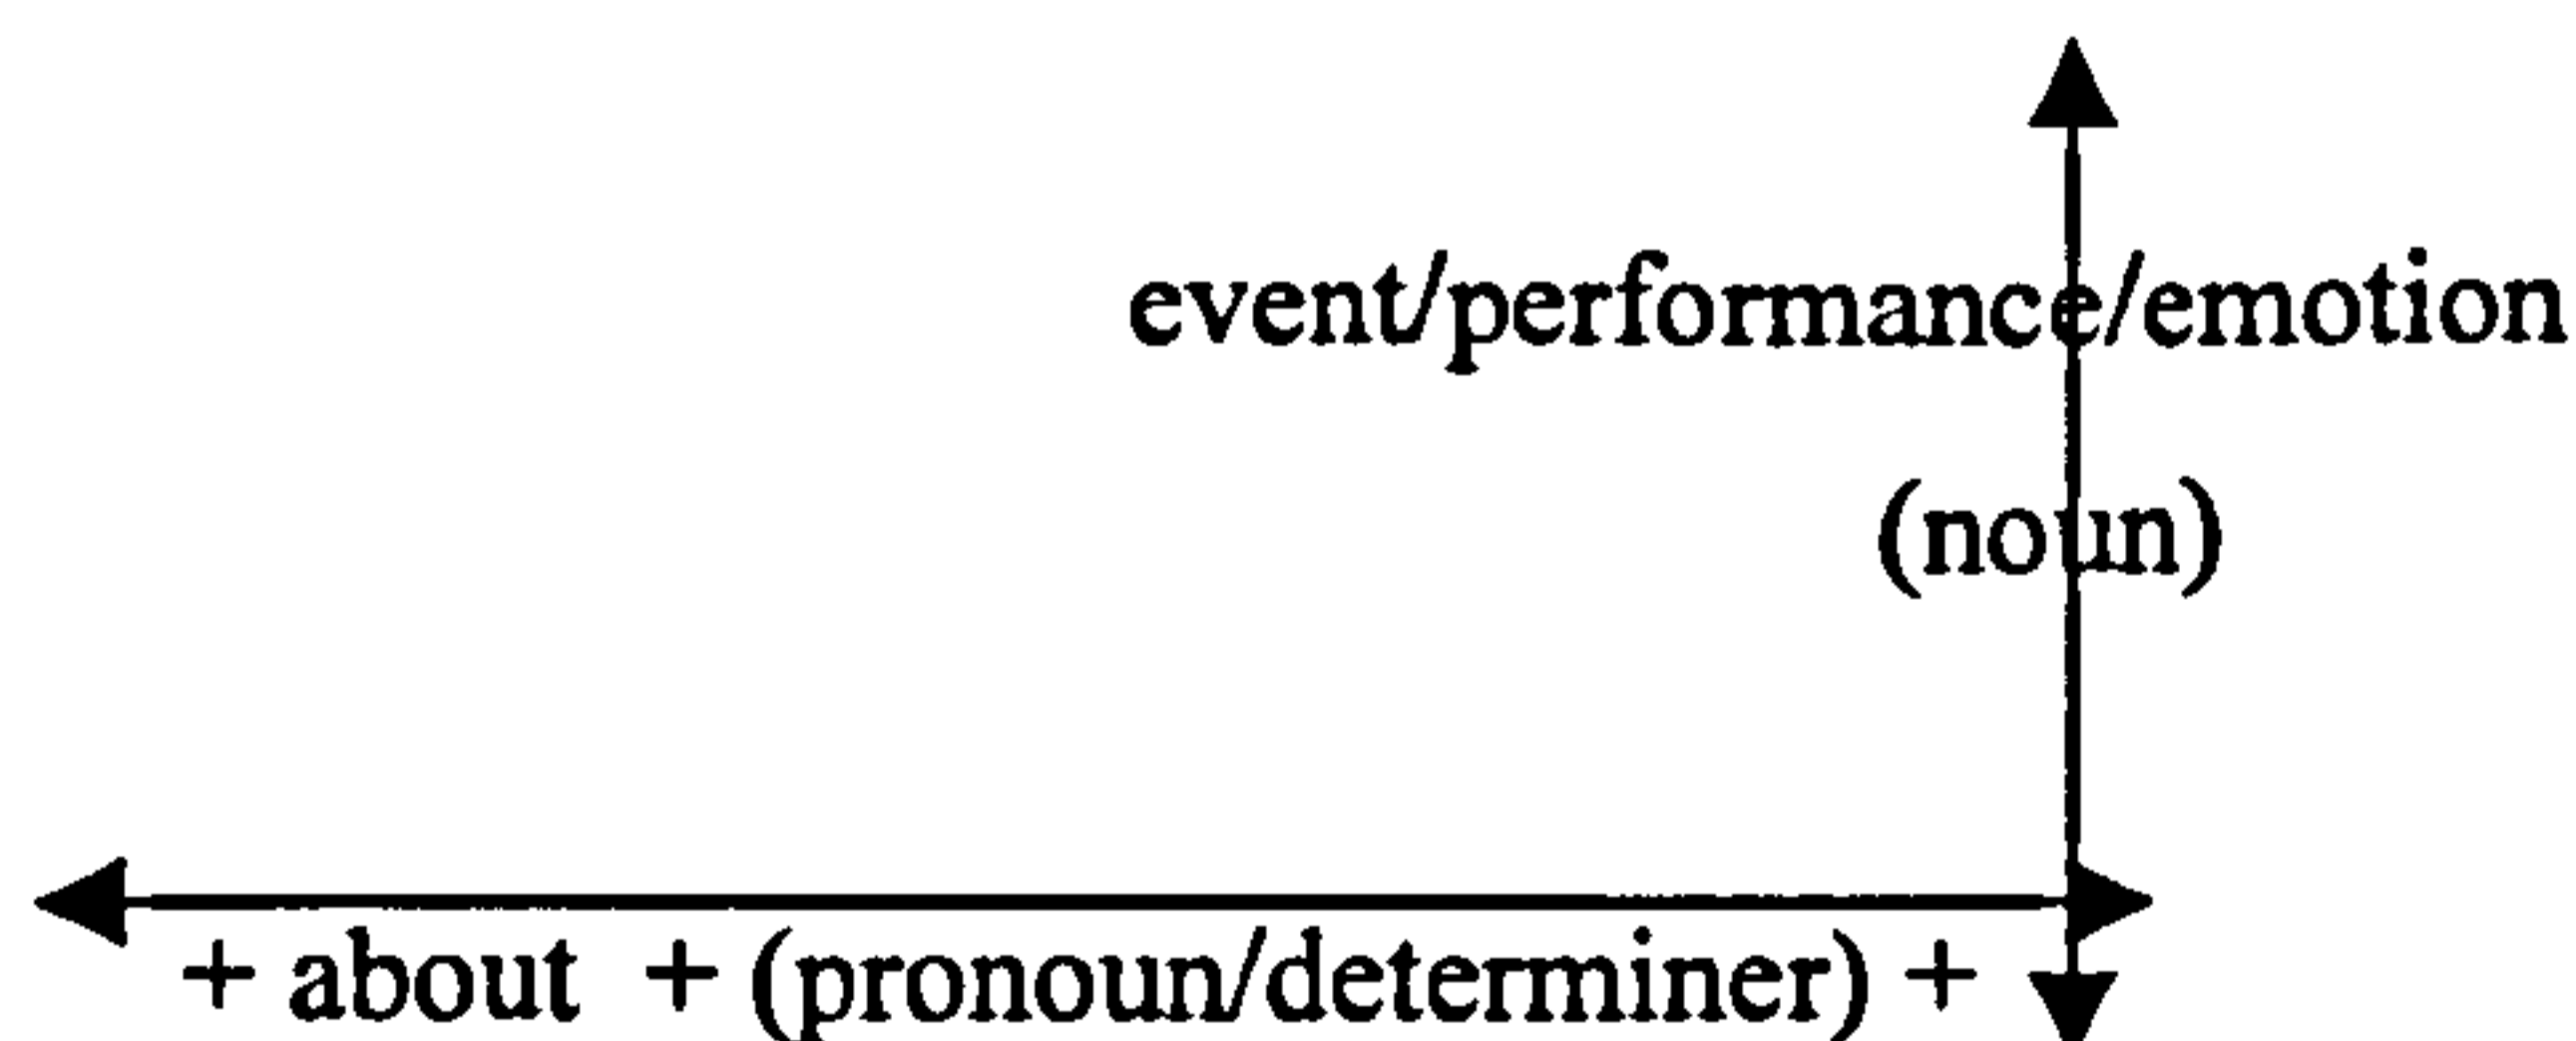 event/performance/emotion
(noun)
+ about + (pronoun/determiner) +